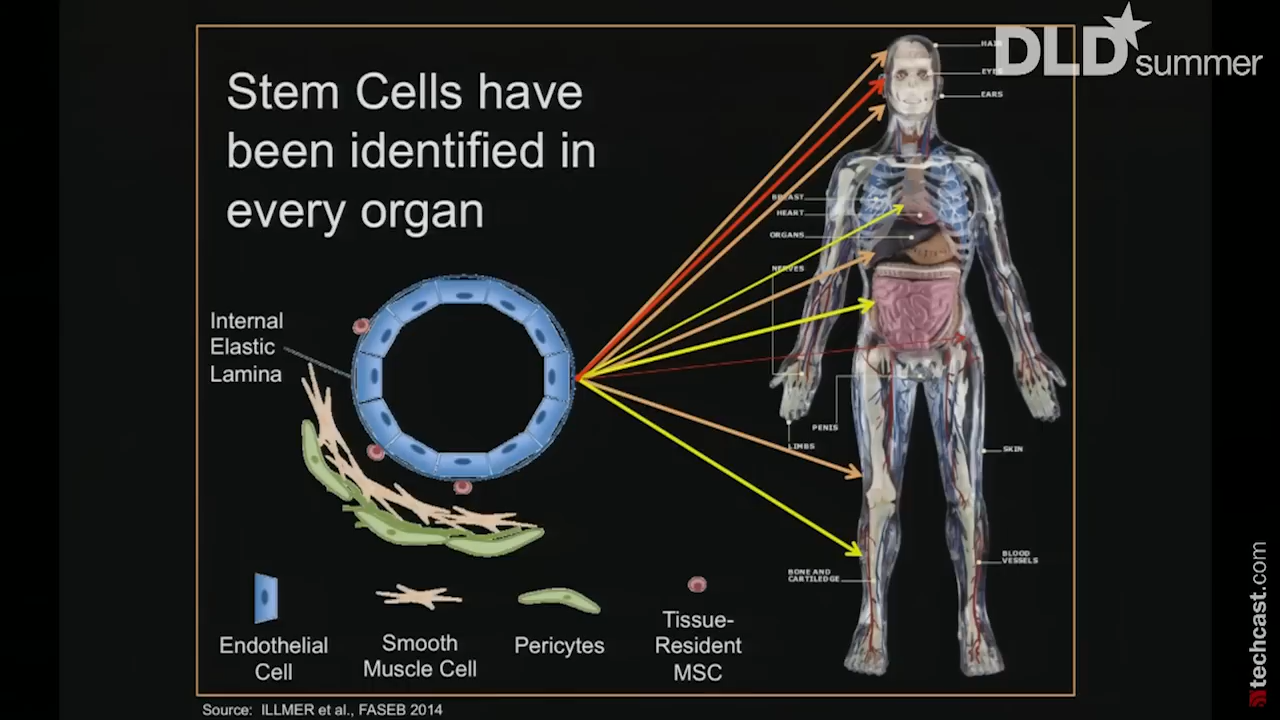 DLD summer
Stem Cells have
been identified in
every organ
HAIR
EYES
EARS
BREAST
HEART
ORGANS
NERVES
Internal
Elastic
Lamina
PENIS
LIMBS
SKIN
BLOOD
VESSELS
BONE AND
CARTILEDGE
Endothelial
Cell
Smooth
Muscle Cell
Pericytes
Tissue-
Resident
MSC
Source: ILLMER et al., FASEB 2014
techcast.com